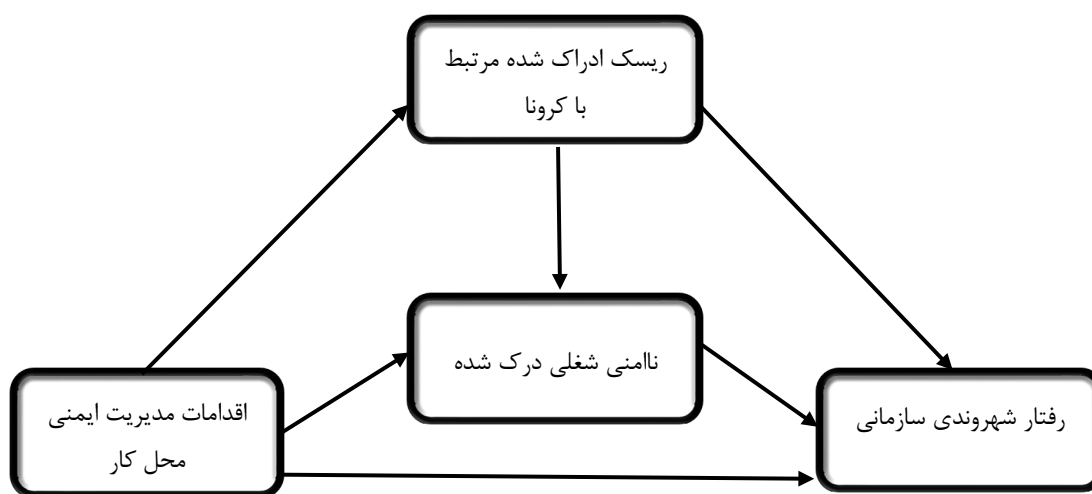 ریسک ادراک شده مرتبط
با کرونا
ناامنی شغلی درک شده
رفتار شهروندی سازمانی
اقدامات مدیریت ایمنی
محل کار